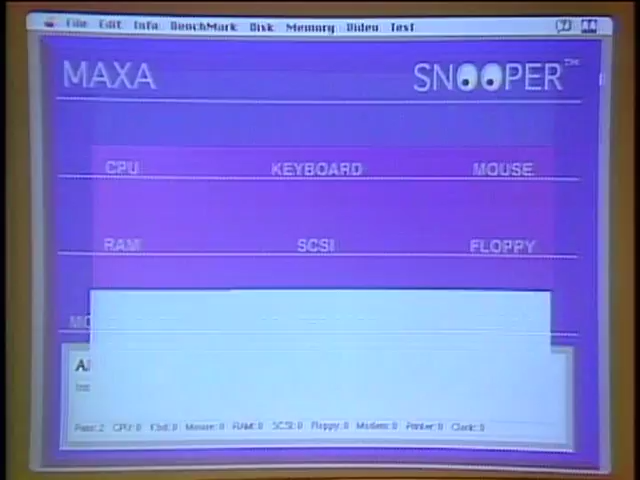 File Edit Info BenchMark Disk Memory Video Test
MAXA SNOOPER™
CPU KEYBOARD MOUSE
RAM SCSI FLOPPY
Pass: 2 CPU: 0 Kbd: 0 Mouse: 0 RAM: 0 SCSI: 0 Floppy: 0 Modem: 0 Printer: 0 Clock: 0